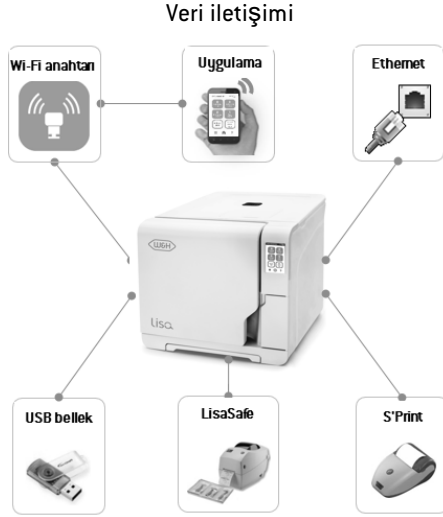 Veri iletişimi
Wi-Fi anahtarı
Uygulama
Ethernet
W&H
Lisa
USB bellek
LisaSafe
S'Print